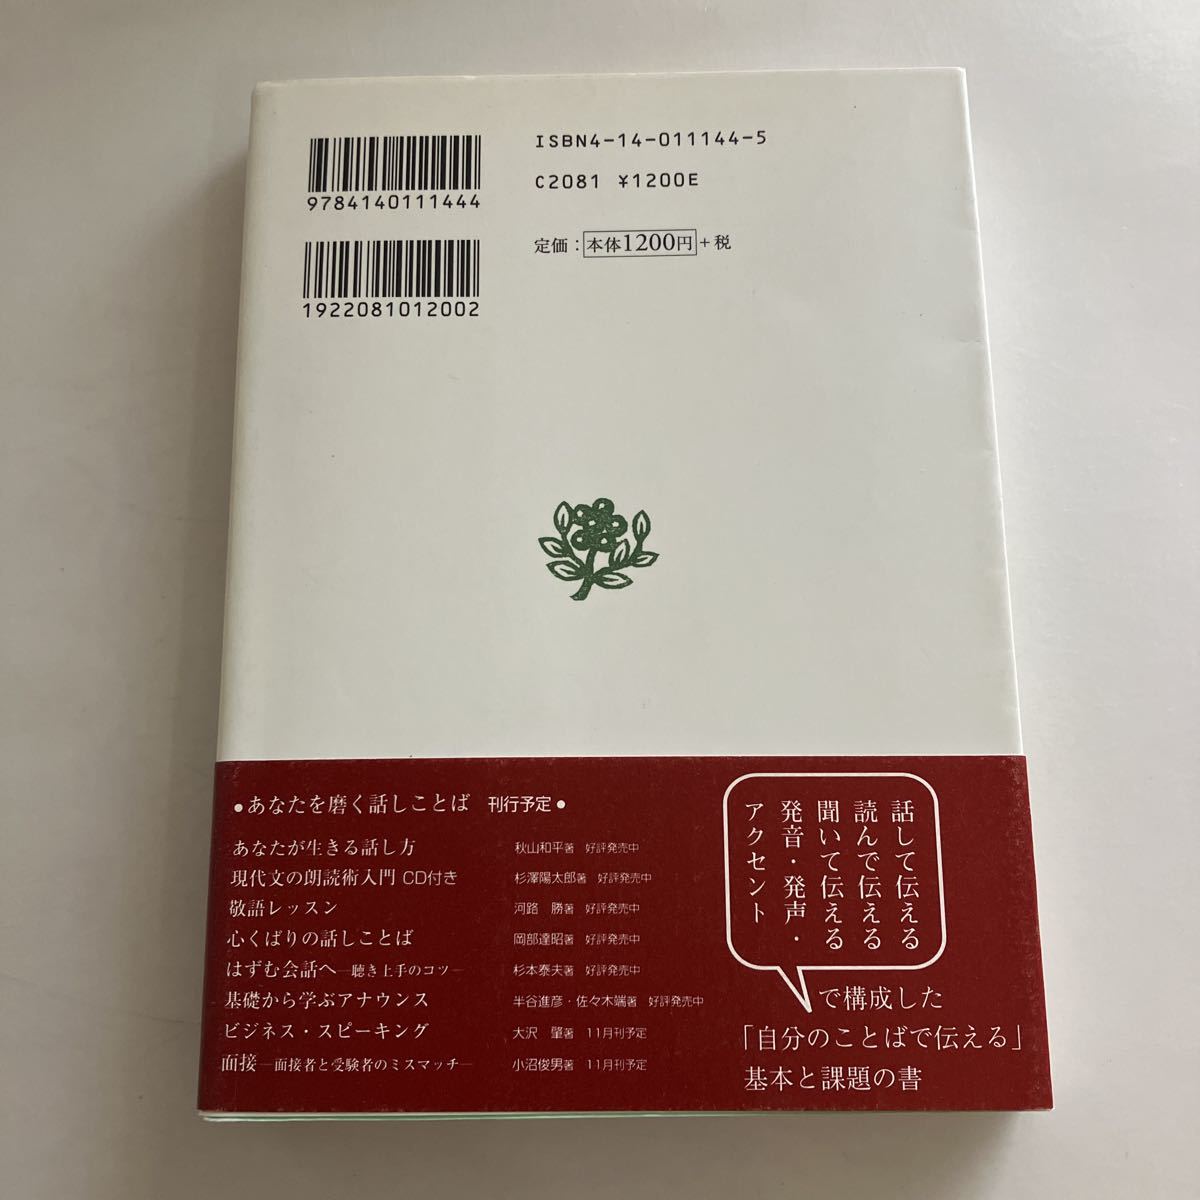 ISBN4-14-011144-5
C2081 ¥1200E
定価:本体1200円+税
9784140111444
1922081012002
●あなたを磨く話しことば 刊行予定●
あなたが生きる話し方 秋山和平著 好評発売中
現代文の朗読術入門 CD付き 杉澤陽太郎著 好評発売中
敬語レッスン 河路 勝著 好評発売中
心くばりの話しことば 岡部達昭著 好評発売中
はずむ会話へ―聴き上手のコツ― 杉本泰夫著 好評発売中
基礎から学ぶアナウンス 半谷進彦・佐々木端著 好評発売中
ビジネス・スピーキング 大沢 肇著 11月刊予定
面接―面接者と受験者のミスマッチ― 小沼俊男著 11月刊予定
話して伝える
読んで伝える
聞いて伝える
発音・発声・
アクセント
で構成した
「自分のことばで伝える」
基本と課題の書